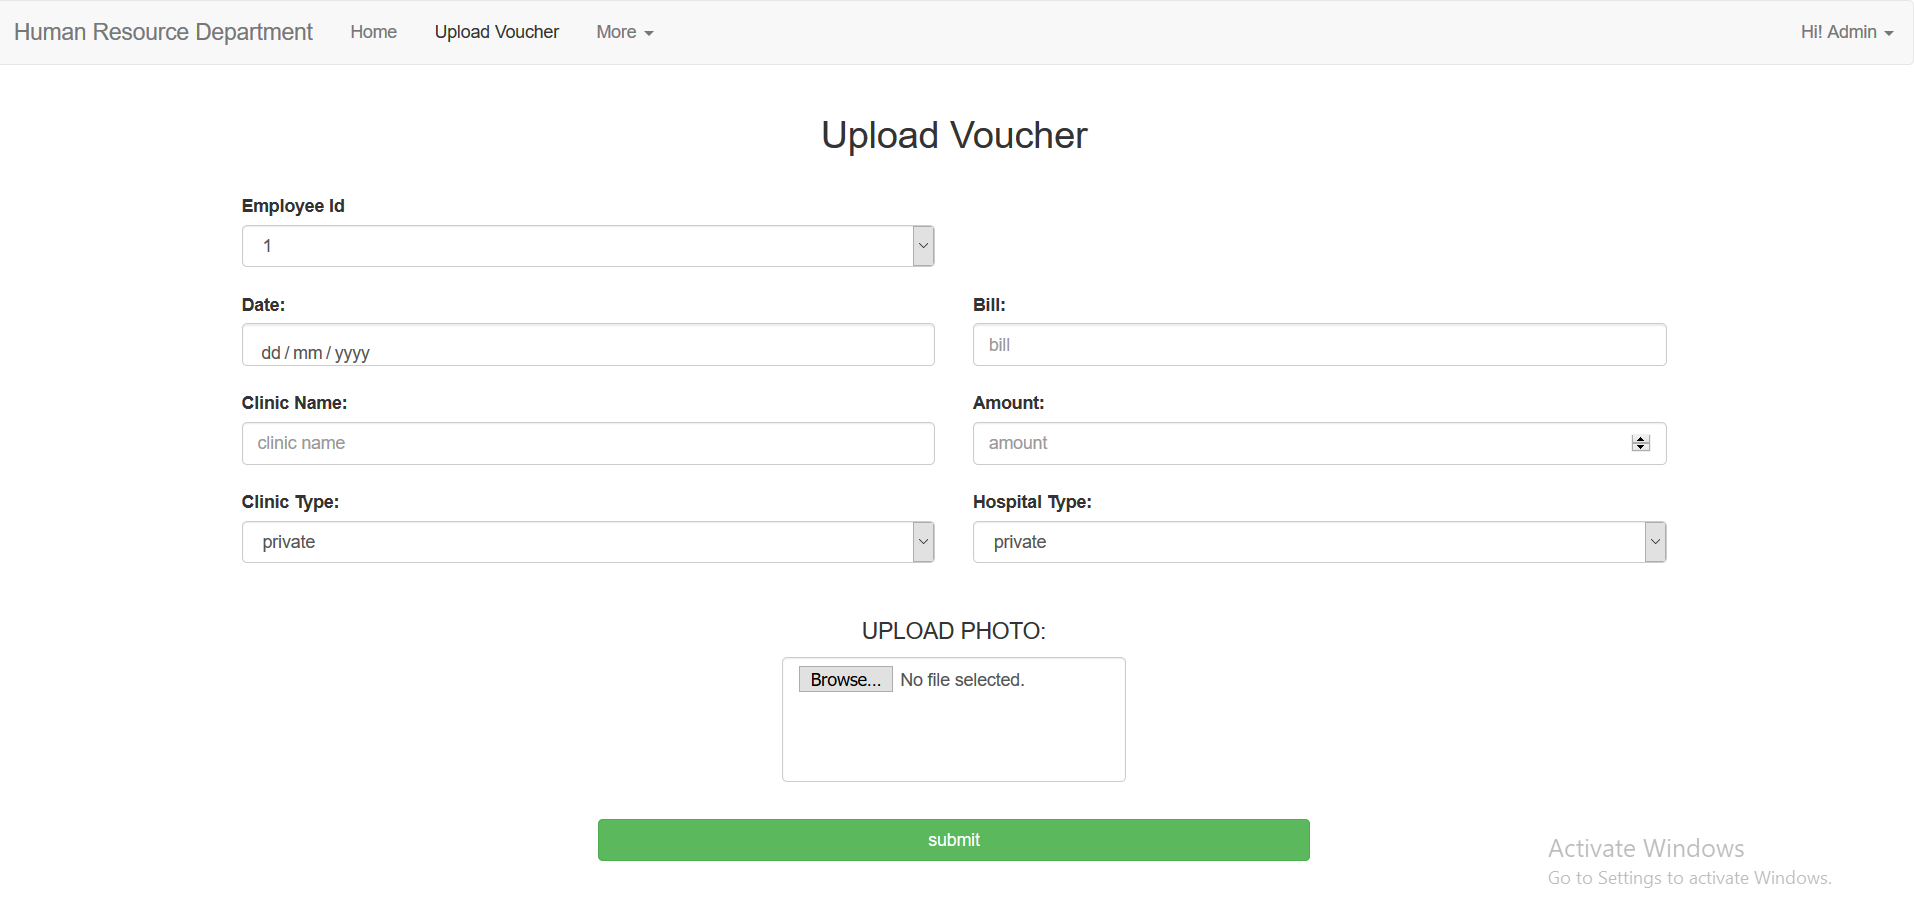 Human Resource Department Home Upload Voucher More Hi! Admin
Upload Voucher
Employee Id
1
Date: Bill:
dd / mm / yyyy bill
Clinic Name: Amount:
clinic name amount
Clinic Type: Hospital Type:
private private
UPLOAD PHOTO:
Browse... No file selected.
submit
Activate Windows
Go to Settings to activate Windows.